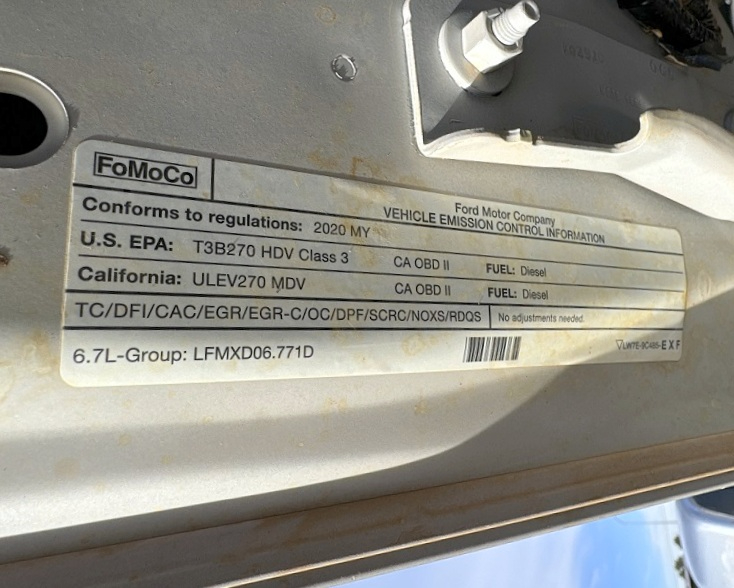 FoMoCo
Ford Motor Company
VEHICLE EMISSION CONTROL INFORMATION
Conforms to regulations: 2020 MY
U.S. EPA: T3B270 HDV Class 3 CA OBD II FUEL: Diesel
California: ULEV270 MDV CA OBD II FUEL: Diesel
TC/DFI/CAC/EGR/EGR-C/OC/DPF/SCRC/NOXS/RDQS No adjustments needed.
6.7L-Group: LFMXD06.771D EXF